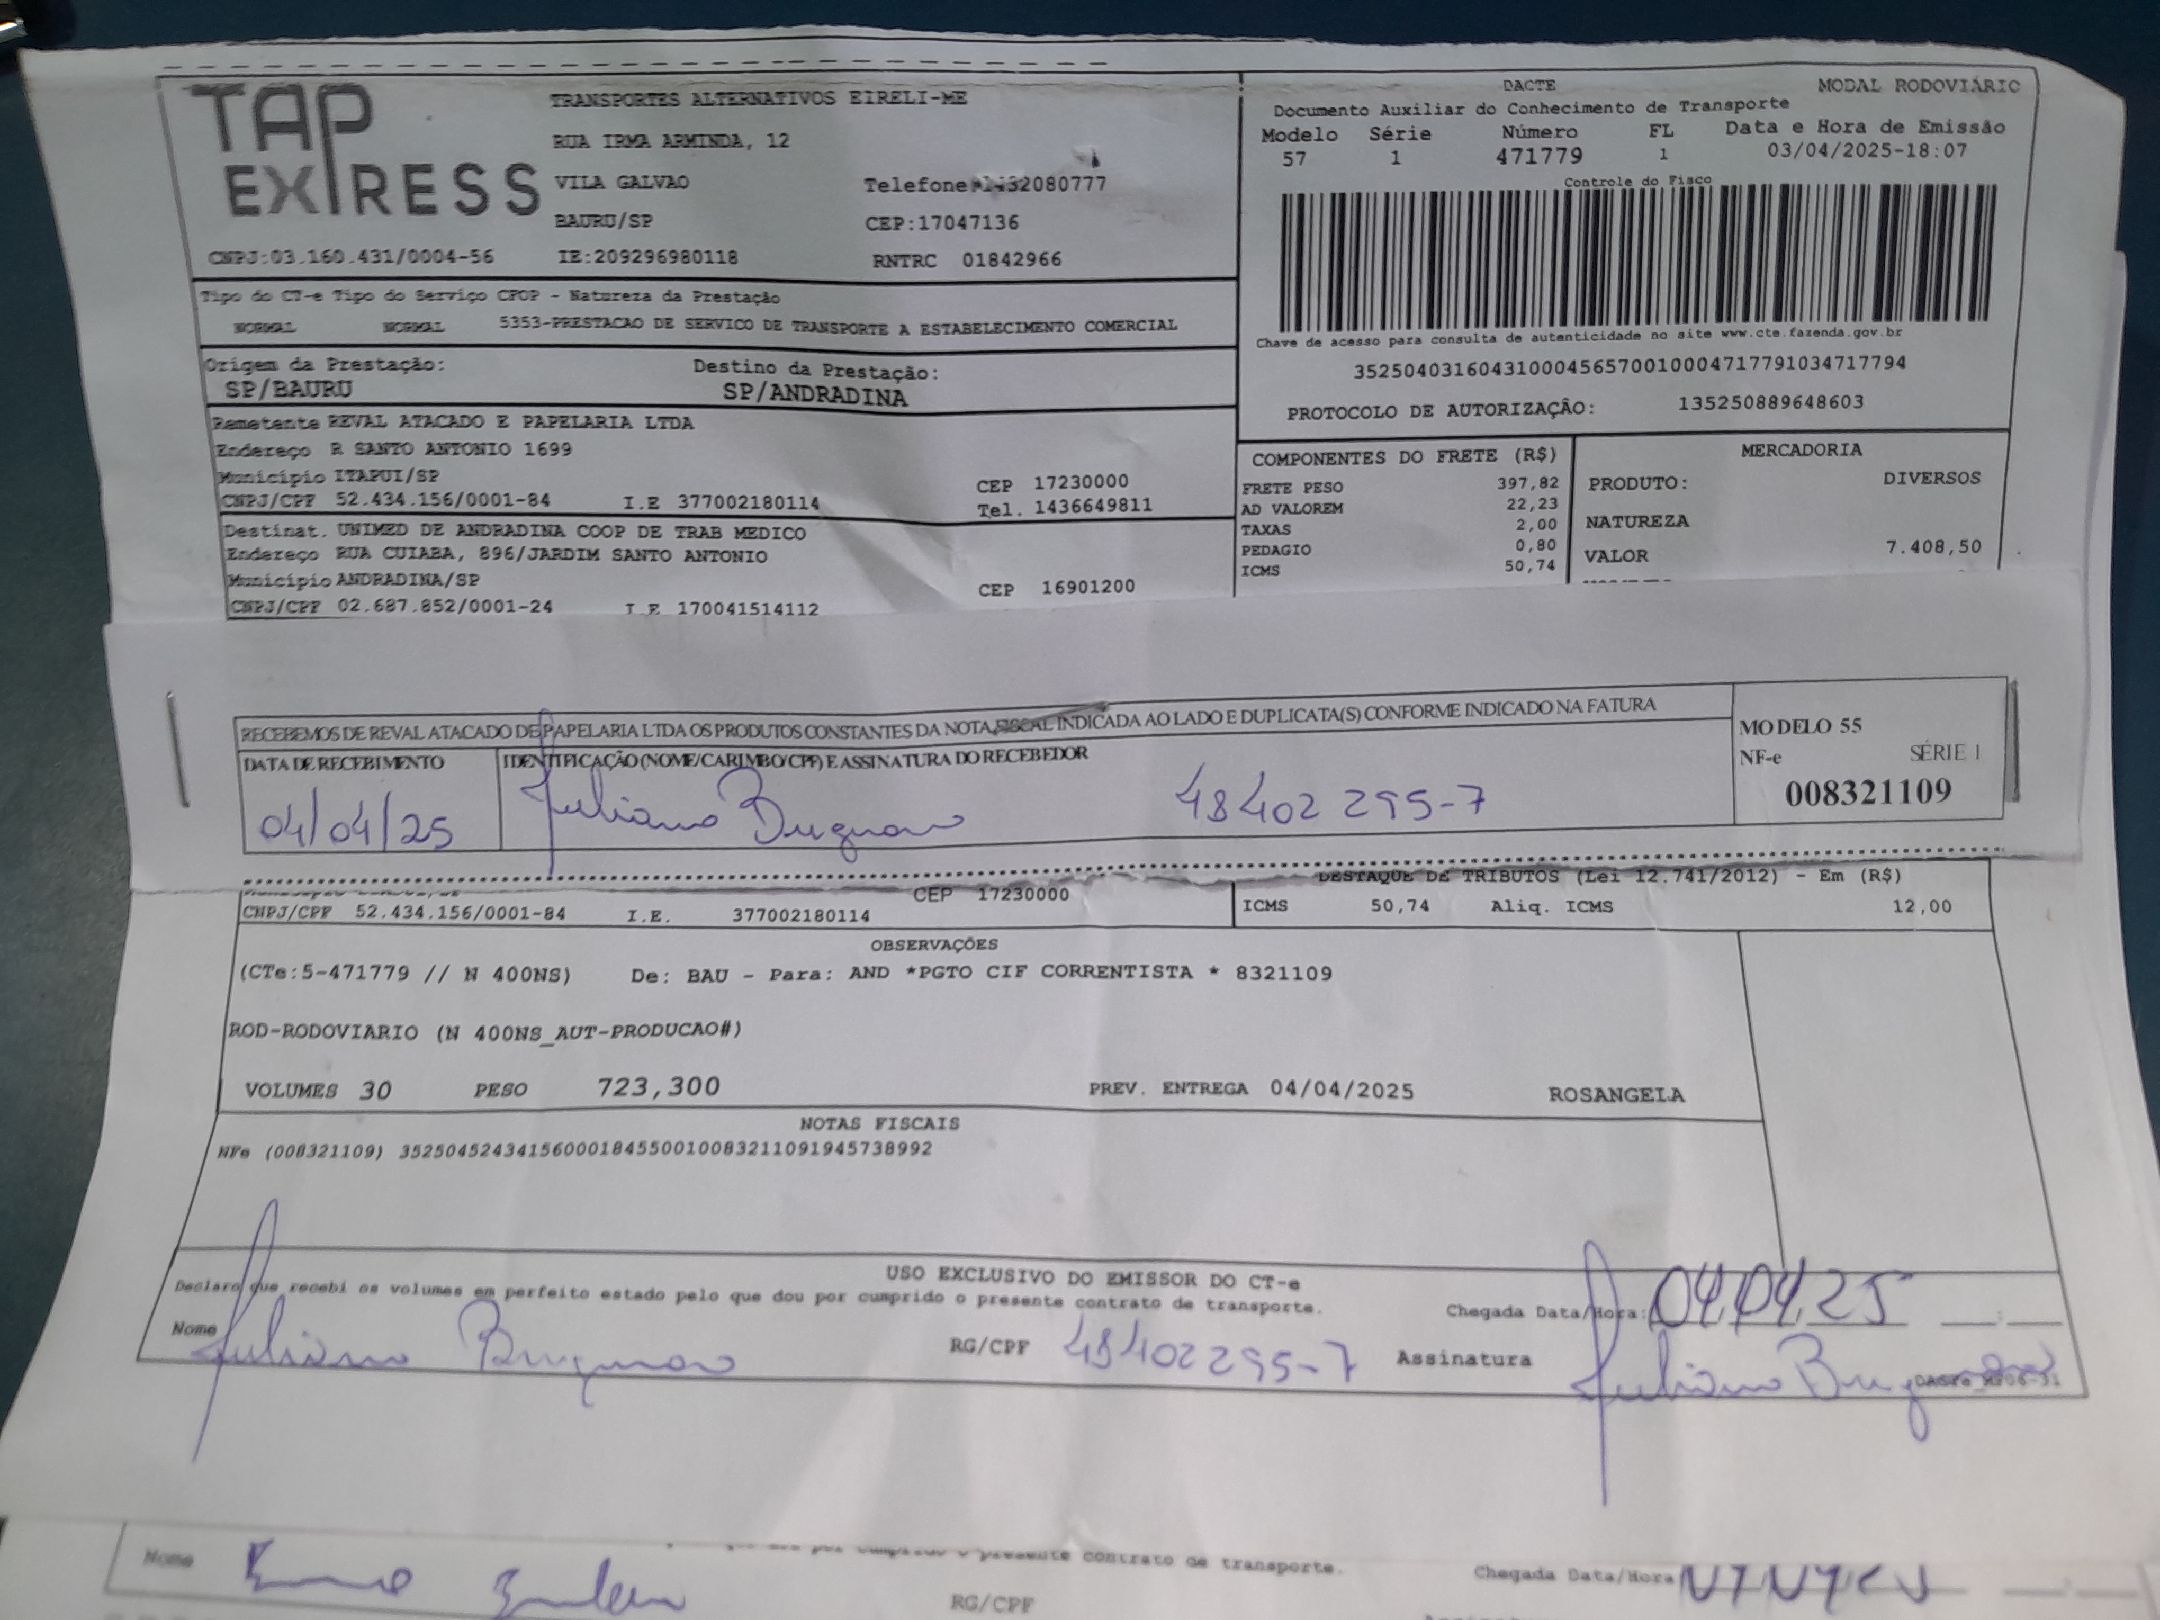 TAP EXPRESS
TRANSPORTES ALTERNATIVOS EIRELI-ME
RUA IRMA ARMINDA, 12
VILA GALVAO Telefone 1432080777
BAURU/SP CEP:17047136
CNPJ:03.160.431/0004-56 IE:209296980118 RNTRC 01842966
DACTE MODAL RODOVIÁRIO
Documento Auxiliar do Conhecimento de Transporte
Modelo Série Número FL Data e Hora de Emissão
57 1 471779 1 03/04/2025-18:07
Controle do Fisco
Chave de acesso para consulta de autenticidade no site www.cte.fazenda.gov.br
35250403160431000456570010004717791034717794
PROTOCOLO DE AUTORIZAÇÃO: 135250889648603
Tipo do CT-e Tipo do Serviço CFOP - Natureza da Prestação
NORMAL NORMAL 5353-PRESTACAO DE SERVICO DE TRANSPORTE A ESTABELECIMENTO COMERCIAL
Origem da Prestação: Destino da Prestação:
SP/BAURU SP/ANDRADINA
Remetente REVAL ATACADO E PAPELARIA LTDA
Endereço R SANTO ANTONIO 1699
Município ITAPUI/SP CEP 17230000
CNPJ/CPF 52.434.156/0001-84 I.E 377002180114 Tel. 1436649811
Destinat. UNIMED DE ANDRADINA COOP DE TRAB MEDICO
Endereço RUA CUIABA, 896/JARDIM SANTO ANTONIO
Município ANDRADINA/SP CEP 16901200
CNPJ/CPF 02.687.852/0001-24 I.E 170041514112
COMPONENTES DO FRETE (R$)
FRETE PESO 397,82
AD VALOREM 22,23
TAXAS 2,00
PEDAGIO 0,80
ICMS 50,74
MERCADORIA
PRODUTO: DIVERSOS
NATUREZA
VALOR 7.408,50
RECEBEMOS DE REVAL ATACADO DE PAPELARIA LTDA OS PRODUTOS CONSTANTES DA NOTA FISCAL INDICADA AO LADO E DUPLICATA(S) CONFORME INDICADO NA FATURA
DATA DE RECEBIMENTO IDENTIFICAÇÃO (NOME/CARIMBO/CPF) E ASSINATURA DO RECEBEDOR
04/04/25 Juliano Bugnao 48402295-7
MODELO 55
NF-e SÉRIE 1
008321109
CEP 17230000
CNPJ/CPF 52.434.156/0001-84 I.E. 377002180114
DESTAQUE DE TRIBUTOS (Lei 12.741/2012) - Em (R$)
ICMS 50,74 Aliq. ICMS 12,00
OBSERVAÇÕES
(CTe:5-471779 // N 400NS) De: BAU - Para: AND *PGTO CIF CORRENTISTA * 8321109
ROD-RODOVIARIO (N 400NS_AUT-PRODUCAO#)
VOLUMES 30 PESO 723,300 PREV. ENTREGA 04/04/2025 ROSANGELA
NOTAS FISCAIS
NFe (008321109) 35250452434156000184550010083211091945738992
USO EXCLUSIVO DO EMISSOR DO CT-e
Declaro que recebi os volumes em perfeito estado pelo que dou por cumprido o presente contrato de transporte.
Chegada Data/Hora: 04/04/25
Nome Juliano Bugnao RG/CPF 48402295-7 Assinatura Juliano Bugnao
o presente contrato de transporte.
Nome RG/CPF Chegada Data/Hora